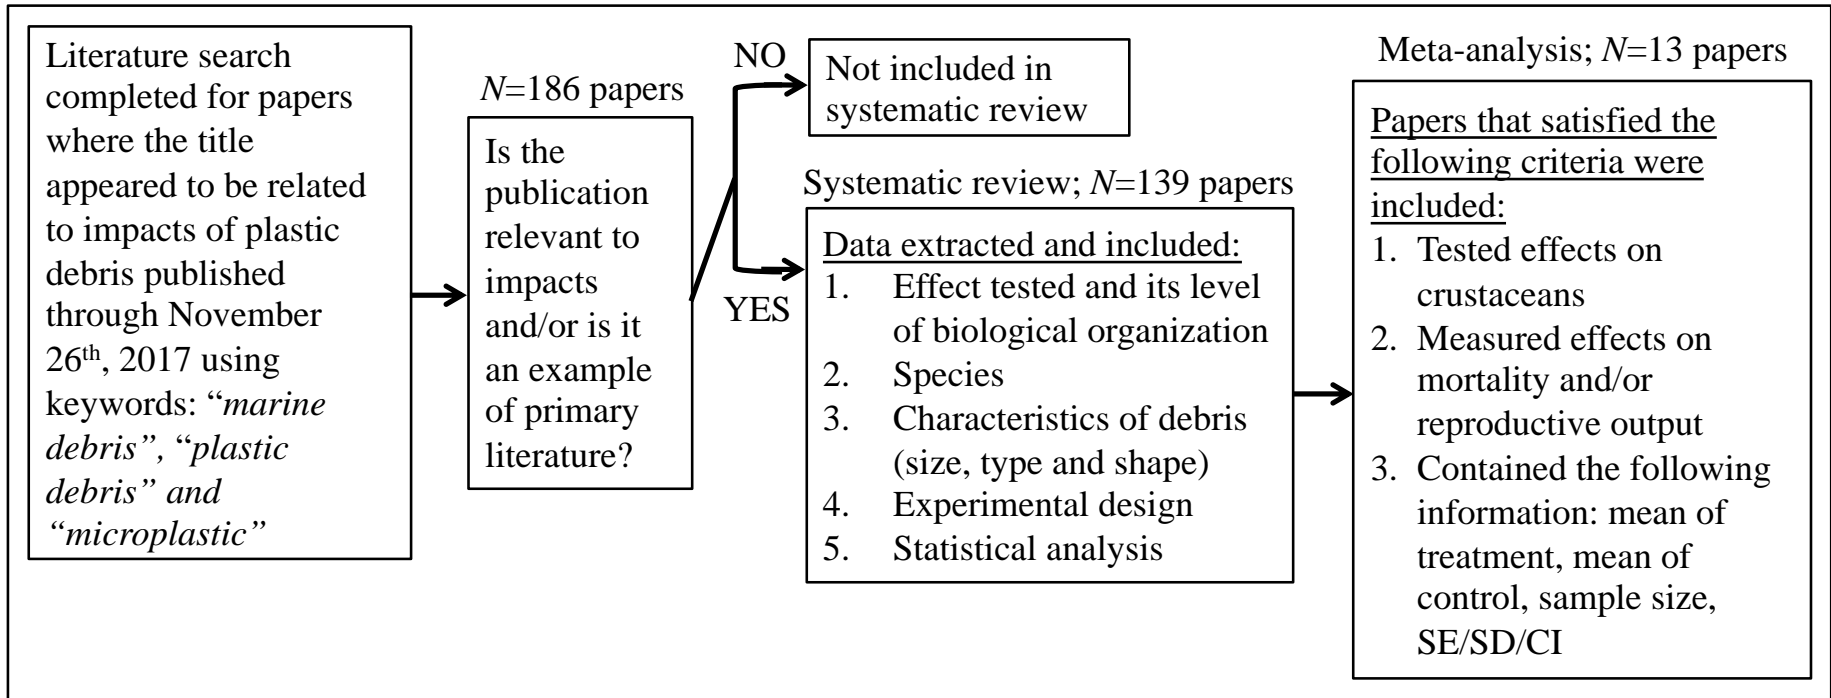 Literature search
completed for papers
where the title
appeared to be related
to impacts of plastic
debris published
through November
26th, 2017 using
keywords: “marine
debris”, “plastic
debris” and
“microplastic”
N=186 papers
Is the
publication
relevant to
impacts
and/or is it
an example
of primary
literature?
NO
Not included in
systematic review
YES
Systematic review; N=139 papers
Data extracted and included:
1. Effect tested and its level
of biological organization
2. Species
3. Characteristics of debris
(size, type and shape)
4. Experimental design
5. Statistical analysis
Meta-analysis; N=13 papers
Papers that satisfied the
following criteria were
included:
1. Tested effects on
crustaceans
2. Measured effects on
mortality and/or
reproductive output
3. Contained the following
information: mean of
treatment, mean of
control, sample size,
SE/SD/CI